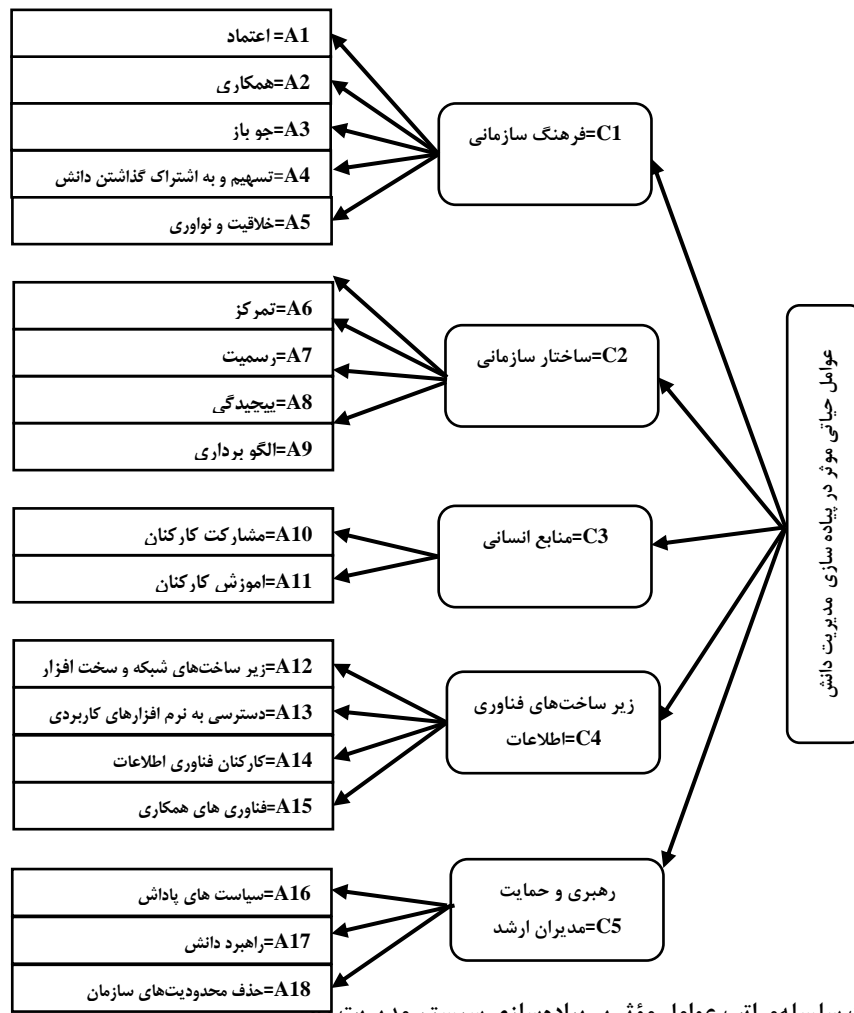 عوامل حیاتی موثر در پیاده سازی مدیریت دانش
C1=فرهنگ سازمانی
A1= اعتماد
A2=همکاری
A3=جو باز
A4=تسهیم و به اشتراک گذاشتن دانش
A5=خلاقیت و نواوری
C2=ساختار سازمانی
A6=تمرکز
A7=رسمیت
A8=پیچیدگی
A9=الگو برداری
C3=منابع انسانی
A10=مشارکت کارکنان
A11=اموزش کارکنان
زیر ساخت‌های فناوری
C4=اطلاعات
A12=زیر ساخت‌های شبکه و سخت افزار
A13=دسترسی به نرم افزارهای کاربردی
A14=کارکنان فناوری اطلاعات
A15=فناوری های همکاری
رهبری و حمایت
C5=مدیران ارشد
A16=سیاست های پاداش
A17=راهبرد دانش
A18=حذف محدودیت‌های سازمان